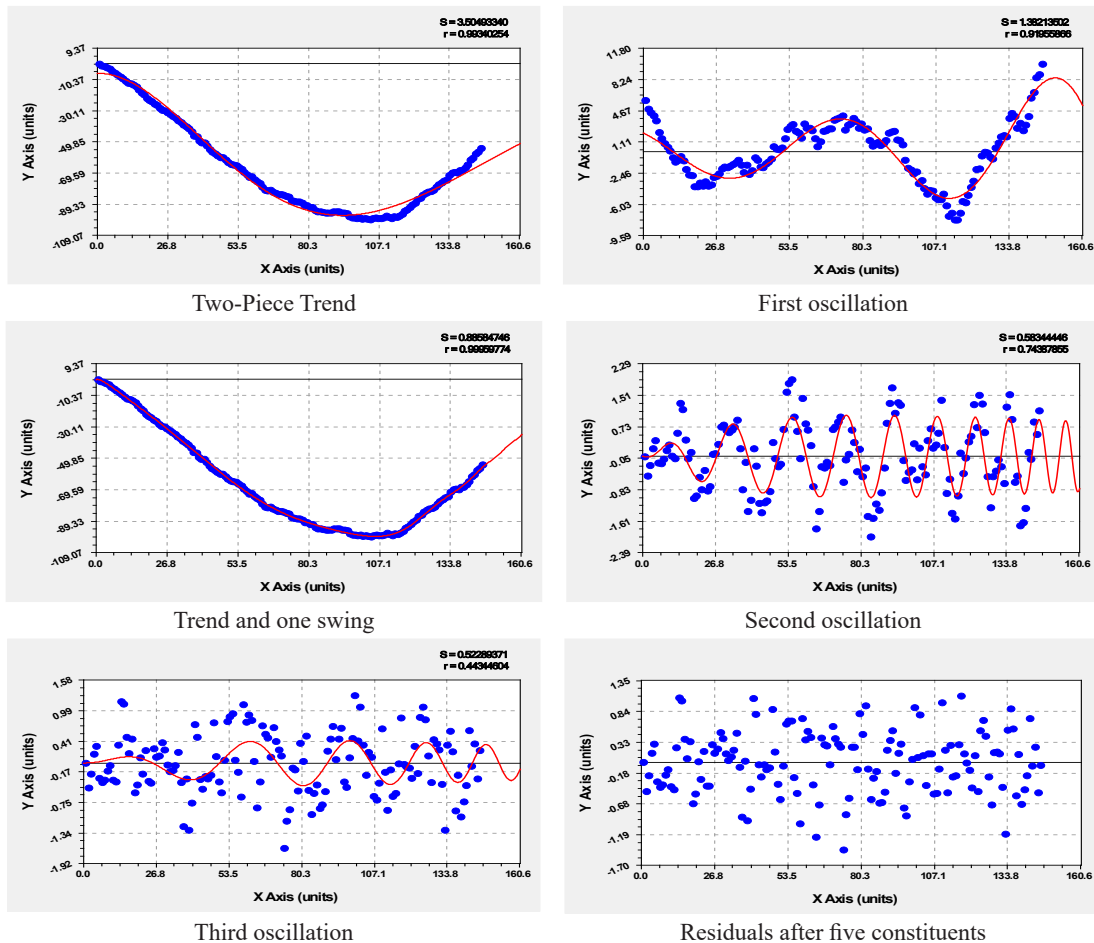 S = 3.50493340
r = 0.99340254
9.37
-10.37
-30.11
-49.85
-69.59
-89.33
-109.07
Y Axis (units)
0.0 26.8 53.5 80.3 107.1 133.8 160.6
X Axis (units)
Two-Piece Trend
S = 1.38213502
r = 0.91955866
11.80
8.24
4.67
1.11
-2.46
-6.03
-9.59
Y Axis (units)
0.0 26.8 53.5 80.3 107.1 133.8 160.6
X Axis (units)
First oscillation
S = 0.88584746
r = 0.99959774
9.37
-10.37
-30.11
-49.85
-69.59
-89.33
-109.07
Y Axis (units)
0.0 26.8 53.5 80.3 107.1 133.8 160.6
X Axis (units)
Trend and one swing
S = 0.58344446
r = 0.74387855
2.29
1.51
0.73
-0.05
-0.83
-1.61
-2.39
Y Axis (units)
0.0 26.8 53.5 80.3 107.1 133.8 160.6
X Axis (units)
Second oscillation
S = 0.52289371
r = 0.44344604
1.58
0.99
0.41
-0.17
-0.75
-1.34
-1.92
Y Axis (units)
0.0 26.8 53.5 80.3 107.1 133.8 160.6
X Axis (units)
Third oscillation
1.35
0.84
0.33
-0.18
-0.68
-1.19
-1.70
Y Axis (units)
0.0 26.8 53.5 80.3 107.1 133.8 160.6
X Axis (units)
Residuals after five constituents